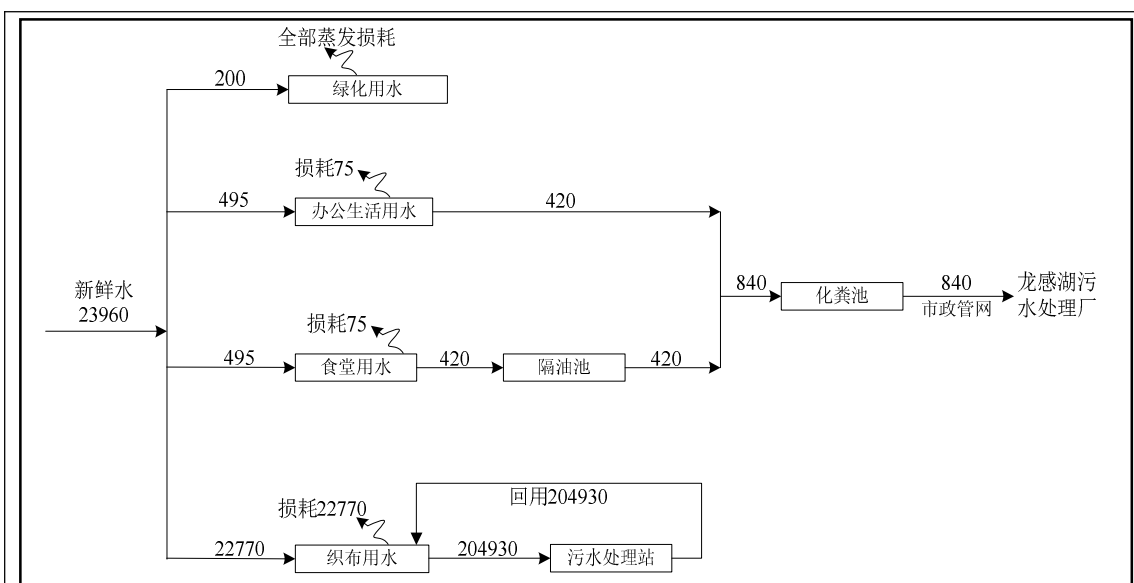 全部蒸发损耗
200
绿化用水
损耗75
495
办公生活用水
420
新鲜水
23960
840
化粪池
840
市政管网
龙感湖污
水处理厂
损耗75
495
食堂用水
420
隔油池
420
回用204930
损耗22770
22770
织布用水
204930
污水处理站